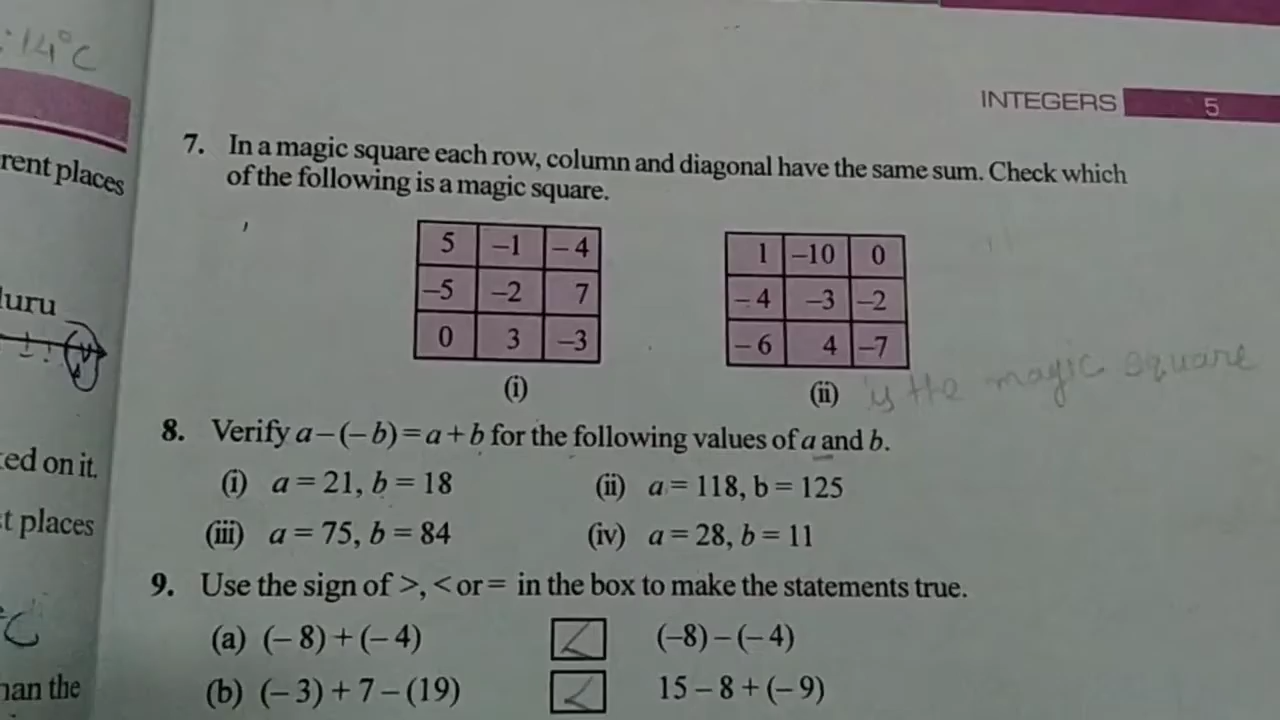 :14°C
INTEGERS 5
rent places
7. In a magic square each row, column and diagonal have the same sum. Check which
of the following is a magic square.
5 –1 – 4
–5 –2 7
0 3 –3
(i)
1 –10 0
– 4 –3 –2
– 6 4 –7
(ii) is the magic square
luru
8. Verify a – (– b) = a + b for the following values of a and b.
(i) a = 21, b = 18 (ii) a = 118, b = 125
ed on it.
t places
(iii) a = 75, b = 84 (iv) a = 28, b = 11
9. Use the sign of >, < or = in the box to make the statements true.
(a) (– 8) + (– 4) < (–8) – (– 4)
°C
(b) (– 3) + 7 – (19) < 15 – 8 + (– 9)
han the